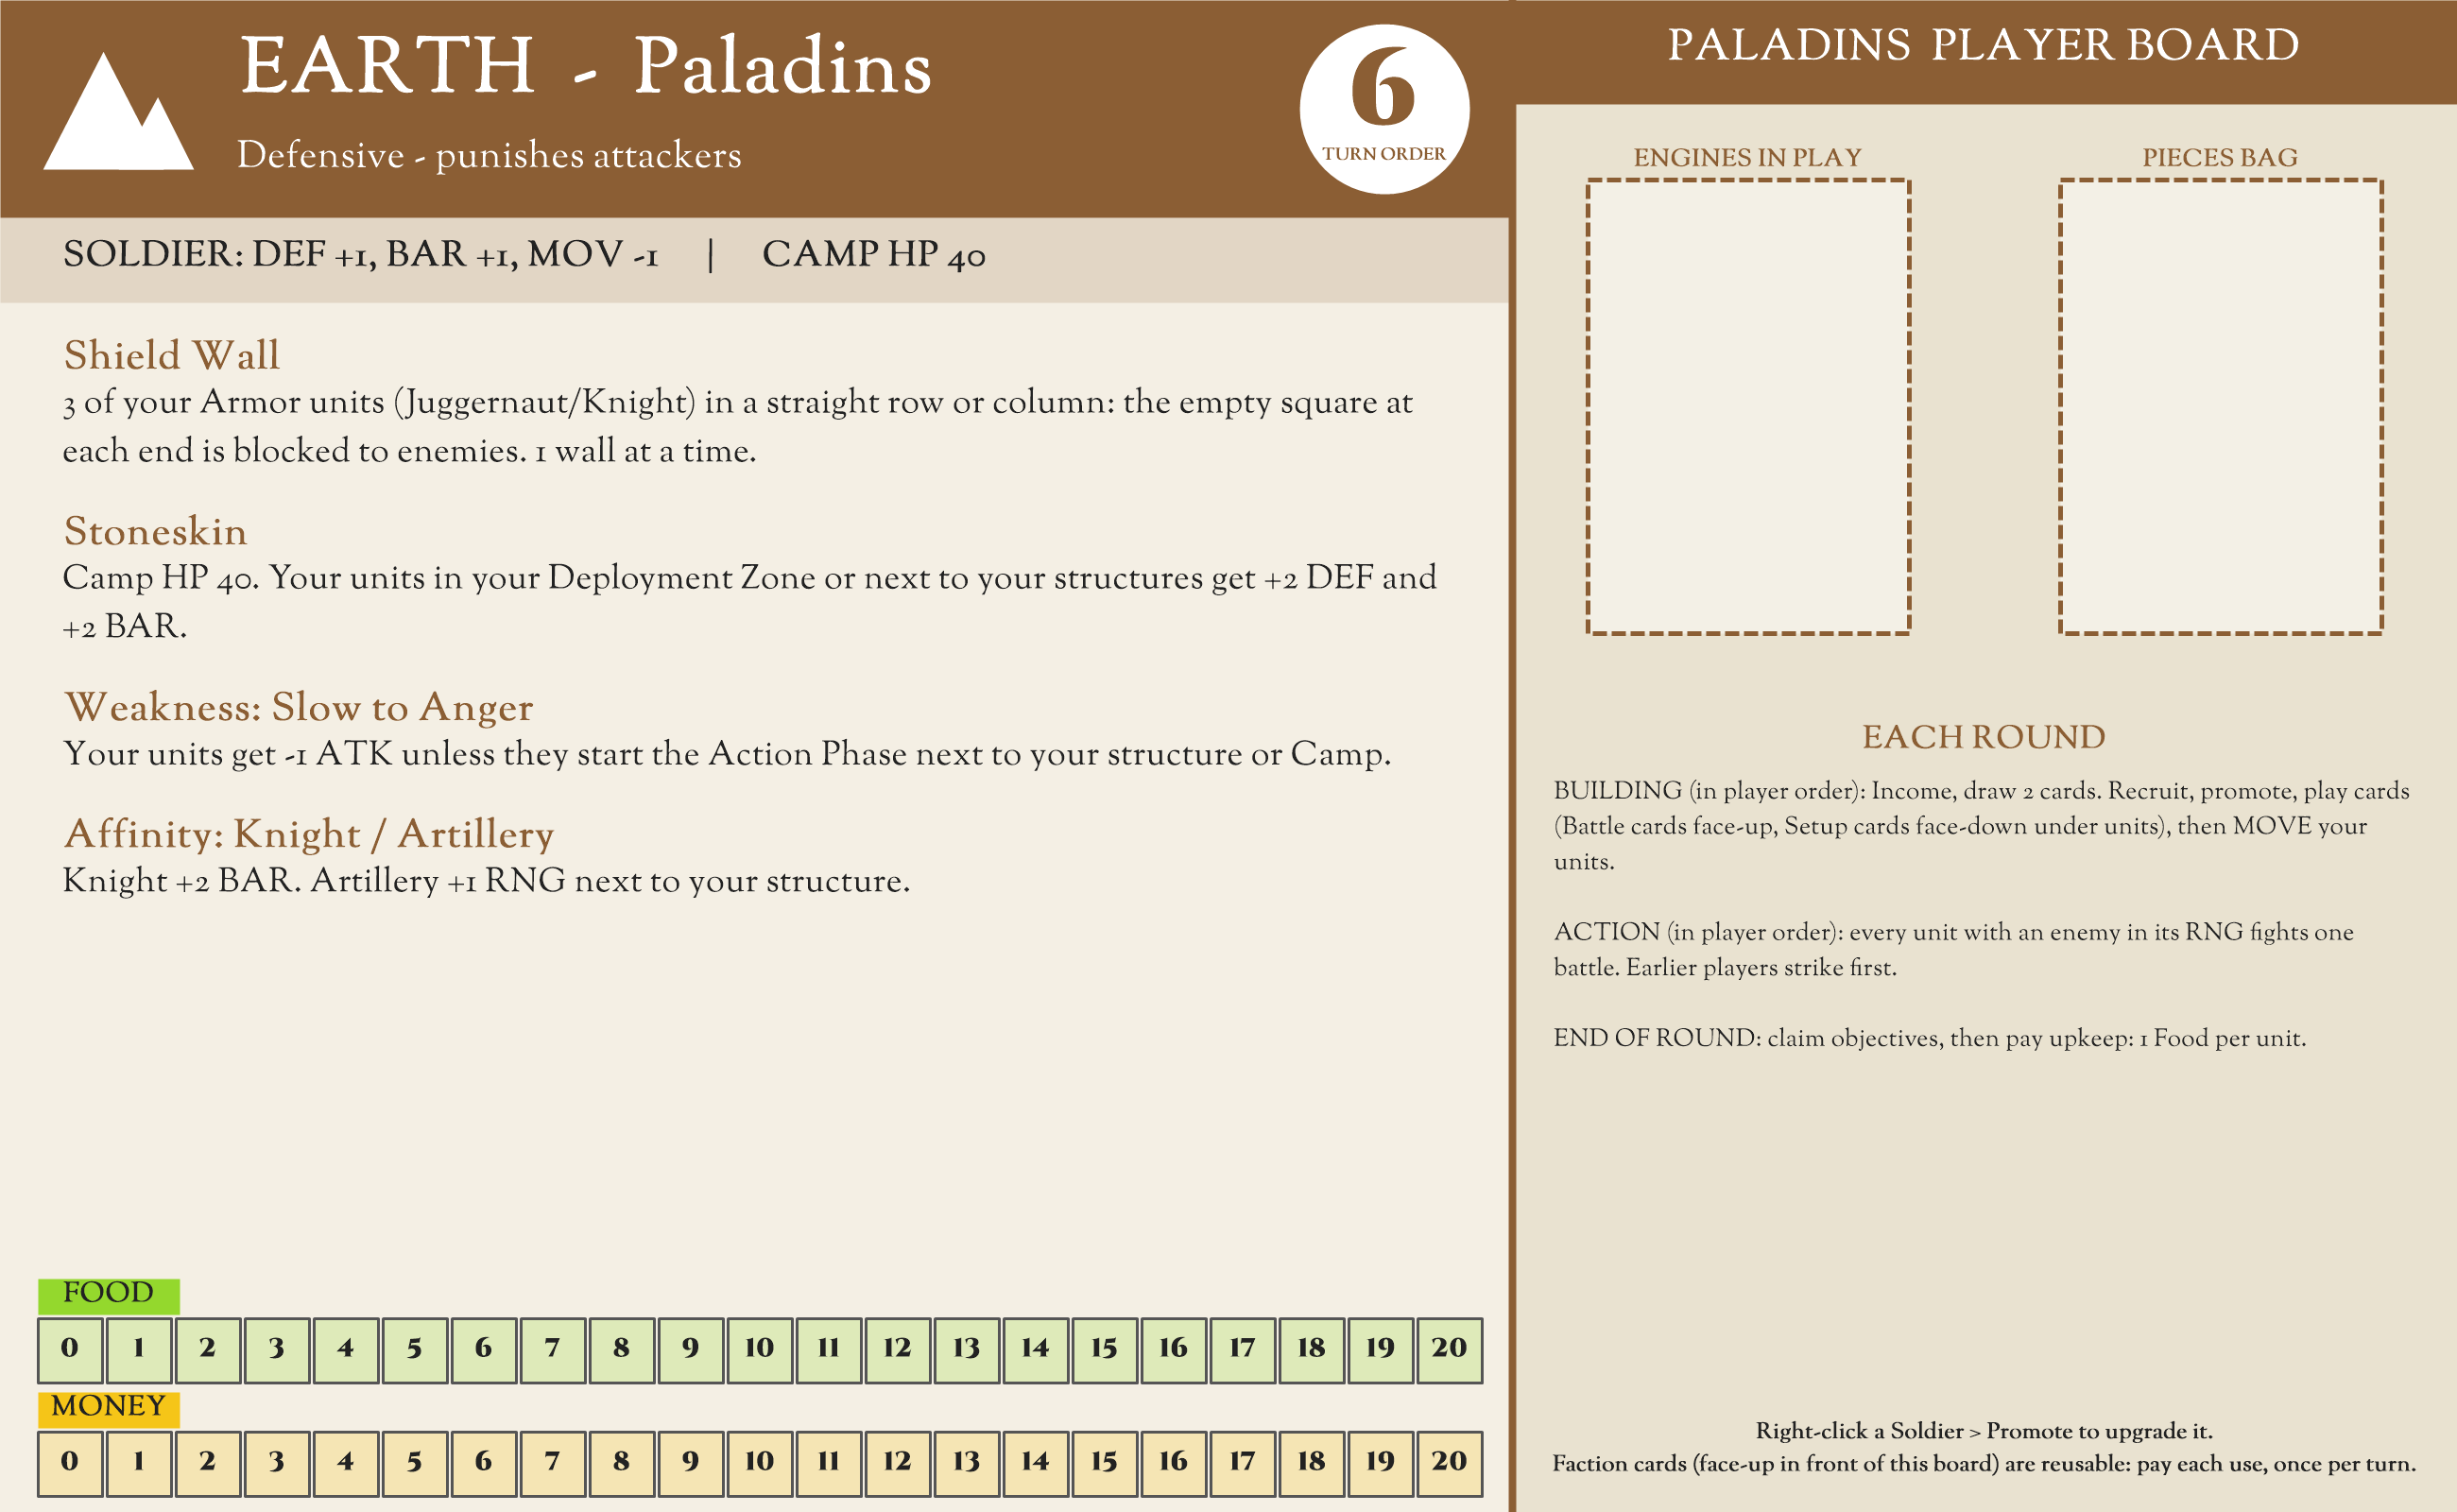 EARTH - Paladins
Defensive - punishes attackers
6
TURN ORDER
SOLDIER: DEF +1, BAR +1, MOV -1 | CAMP HP 40
Shield Wall
3 of your Armor units (Juggernaut/Knight) in a straight row or column: the empty square at
each end is blocked to enemies. 1 wall at a time.
Stoneskin
Camp HP 40. Your units in your Deployment Zone or next to your structures get +2 DEF and
+2 BAR.
Weakness: Slow to Anger
Your units get -1 ATK unless they start the Action Phase next to your structure or Camp.
Affinity: Knight / Artillery
Knight +2 BAR. Artillery +1 RNG next to your structure.
FOOD
0 1 2 3 4 5 6 7 8 9 10 11 12 13 14 15 16 17 18 19 20
MONEY
0 1 2 3 4 5 6 7 8 9 10 11 12 13 14 15 16 17 18 19 20
PALADINS PLAYER BOARD
ENGINES IN PLAY
PIECES BAG
EACH ROUND
BUILDING (in player order): Income, draw 2 cards. Recruit, promote, play cards
(Battle cards face-up, Setup cards face-down under units), then MOVE your
units.
ACTION (in player order): every unit with an enemy in its RNG fights one
battle. Earlier players strike first.
END OF ROUND: claim objectives, then pay upkeep: 1 Food per unit.
Right-click a Soldier > Promote to upgrade it.
Faction cards (face-up in front of this board) are reusable: pay each use, once per turn.